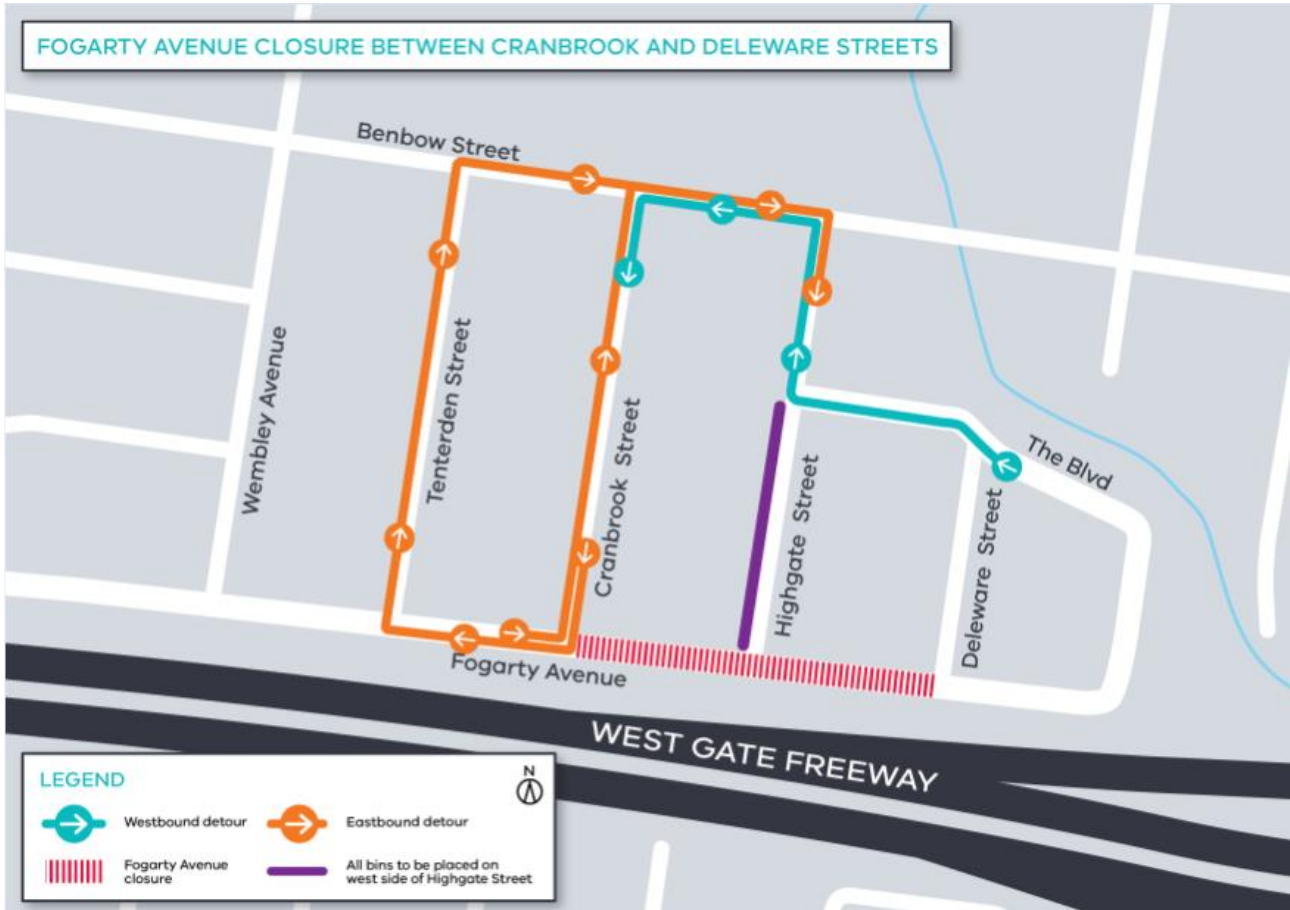 FOGARTY AVENUE CLOSURE BETWEEN CRANBROOK AND DELEWARE STREETS
Benbow Street
Wembley Avenue
Tenterden Street
Cranbrook Street
Highgate Street
Deleware Street
The Blvd
Fogarty Avenue
WEST GATE FREEWAY
LEGEND
N
Westbound detour
Eastbound detour
Fogarty Avenue
closure
All bins to be placed on
west side of Highgate Street